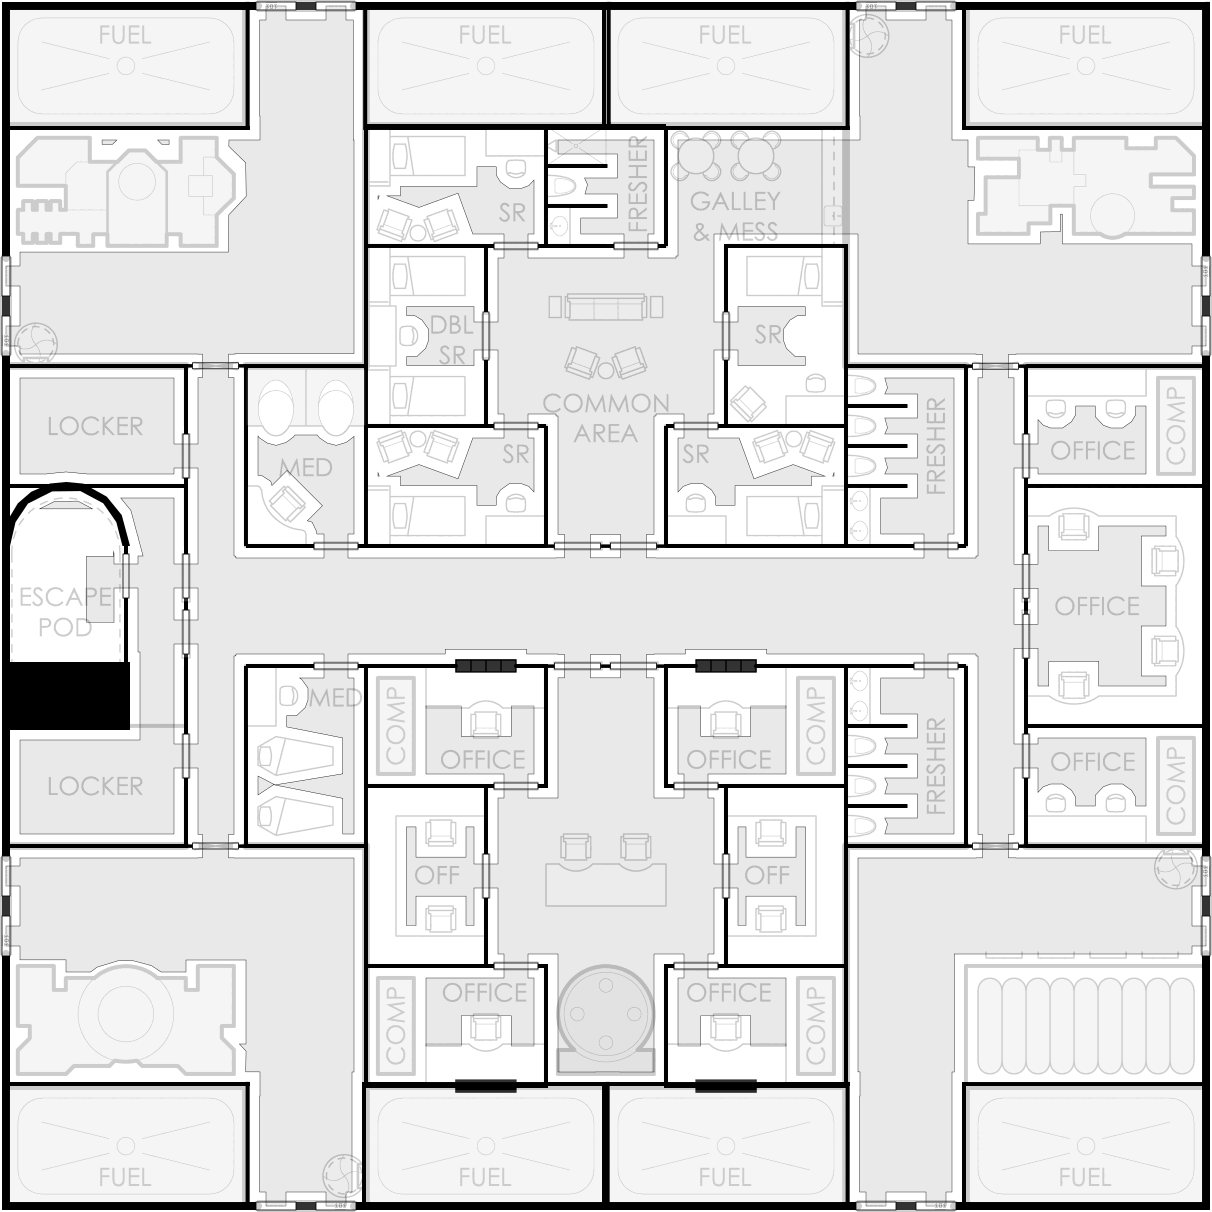 FUEL
FUEL
FUEL
FUEL
SR
FRESHER
GALLEY
& MESS
DBL
SR
SR
COMMON
AREA
LOCKER
MED
SR
SR
FRESHER
OFFICE
COMP
ESCAPE
POD
OFFICE
MED
COMP
OFFICE
OFFICE
COMP
FRESHER
OFFICE
COMP
LOCKER
OFF
OFF
COMP
OFFICE
OFFICE
COMP
FUEL
FUEL
FUEL
FUEL